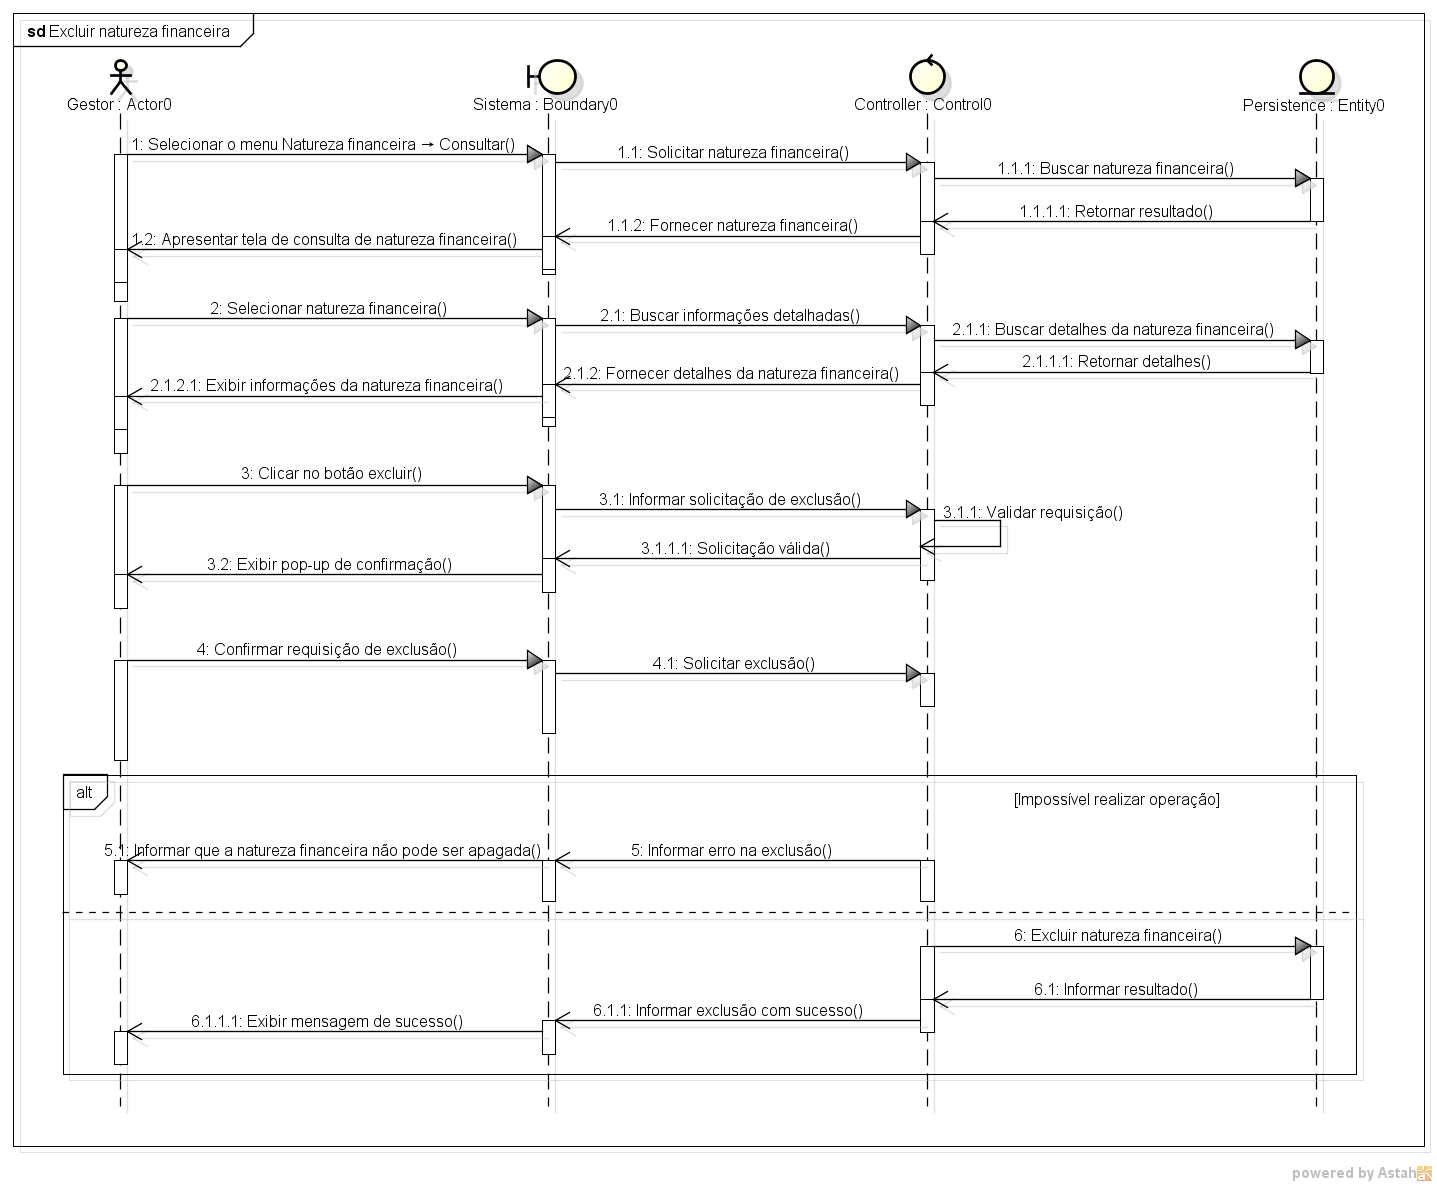 sd Excluir natureza financeira
Gestor : Actor0
Sistema : Boundary0
Controller : Control0
Persistence : Entity0
1: Selecionar o menu Natureza financeira → Consultar()
1.1: Solicitar natureza financeira()
1.1.1: Buscar natureza financeira()
1.1.1.1: Retornar resultado()
1.1.2: Fornecer natureza financeira()
1.2: Apresentar tela de consulta de natureza financeira()
2: Selecionar natureza financeira()
2.1: Buscar informações detalhadas()
2.1.1: Buscar detalhes da natureza financeira()
2.1.1.1: Retornar detalhes()
2.1.2: Fornecer detalhes da natureza financeira()
2.1.2.1: Exibir informações da natureza financeira()
3: Clicar no botão excluir()
3.1: Informar solicitação de exclusão()
3.1.1: Validar requisição()
3.1.1.1: Solicitação válida()
3.2: Exibir pop-up de confirmação()
4: Confirmar requisição de exclusão()
4.1: Solicitar exclusão()
alt
[Impossível realizar operação]
5.1: Informar que a natureza financeira não pode ser apagada()
5: Informar erro na exclusão()
6: Excluir natureza financeira()
6.1: Informar resultado()
6.1.1: Informar exclusão com sucesso()
6.1.1.1: Exibir mensagem de sucesso()
powered by Astah